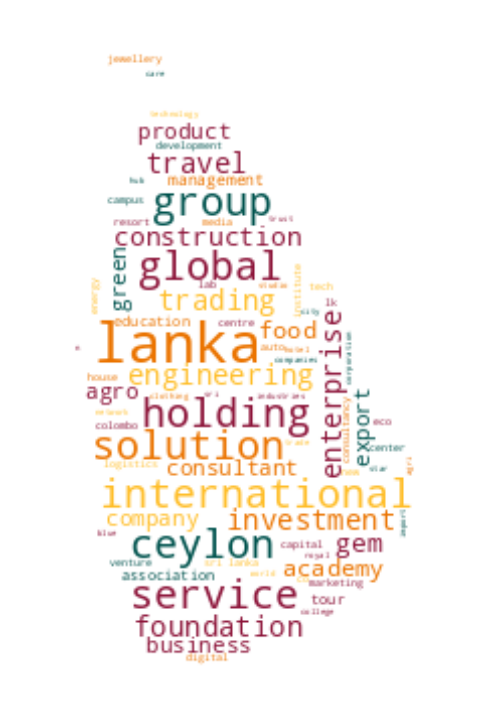 jewellery
care
technology
product
development
travel
hub management
campus group
resort media trust
construction
green global
energy lab studio institute tech
trading lk
city
education centre food
lanka auto hotel
companies corporation
house engineering
agro clothing sri industries enterprise
network holding consultancy export
colombo eco
solution trade center
logistics consultant star agri
international
company investment import
blue ceylon capital gem
royal
venture sri lanka academy
association world
marketing
service tour
college
foundation
business
digital